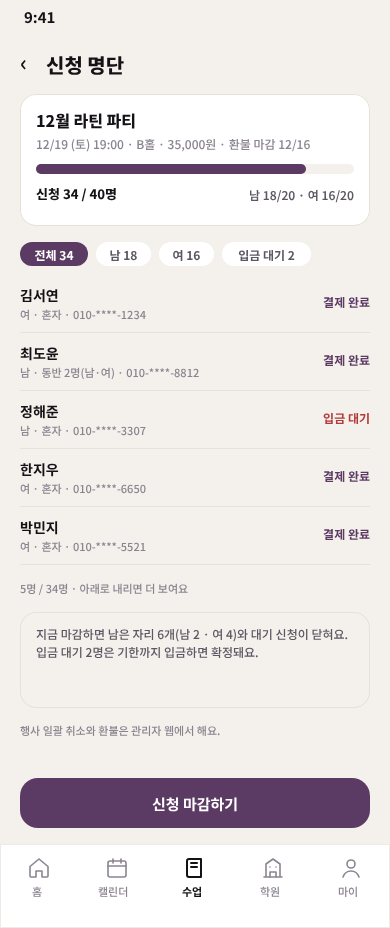 9:41
‹ 신청 명단
12월 라틴 파티
12/19 (토) 19:00 · B홀 · 35,000원 · 환불 마감 12/16
신청 34 / 40명
남 18/20 · 여 16/20
전체 34
남 18
여 16
입금 대기 2
김서연
여 · 혼자 · 010-****-1234
결제 완료
최도윤
남 · 동반 2명(남·여) · 010-****-8812
결제 완료
정해준
남 · 혼자 · 010-****-3307
입금 대기
한지우
여 · 혼자 · 010-****-6650
결제 완료
박민지
여 · 혼자 · 010-****-5521
결제 완료
5명 / 34명 · 아래로 내리면 더 보여요
지금 마감하면 남은 자리 6개(남 2 · 여 4)와 대기 신청이 닫혀요.
입금 대기 2명은 기한까지 입금하면 확정돼요.
행사 일괄 취소와 환불은 관리자 웹에서 해요.
신청 마감하기
홈
캘린더
수업
학원
마이